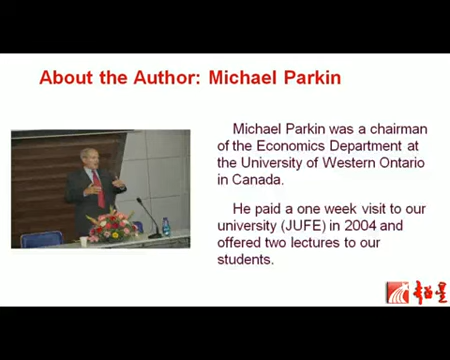 About the Author: Michael Parkin
Michael Parkin was a chairman
of the Economics Department at
the University of Western Ontario
in Canada.
He paid a one week visit to our
university (JUFE) in 2004 and
offered two lectures to our
students.